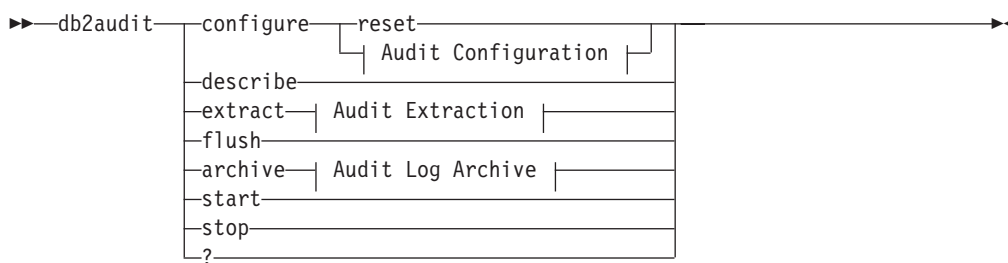 db2audit configure reset
Audit Configuration
describe
extract Audit Extraction
flush
archive Audit Log Archive
start
stop
?